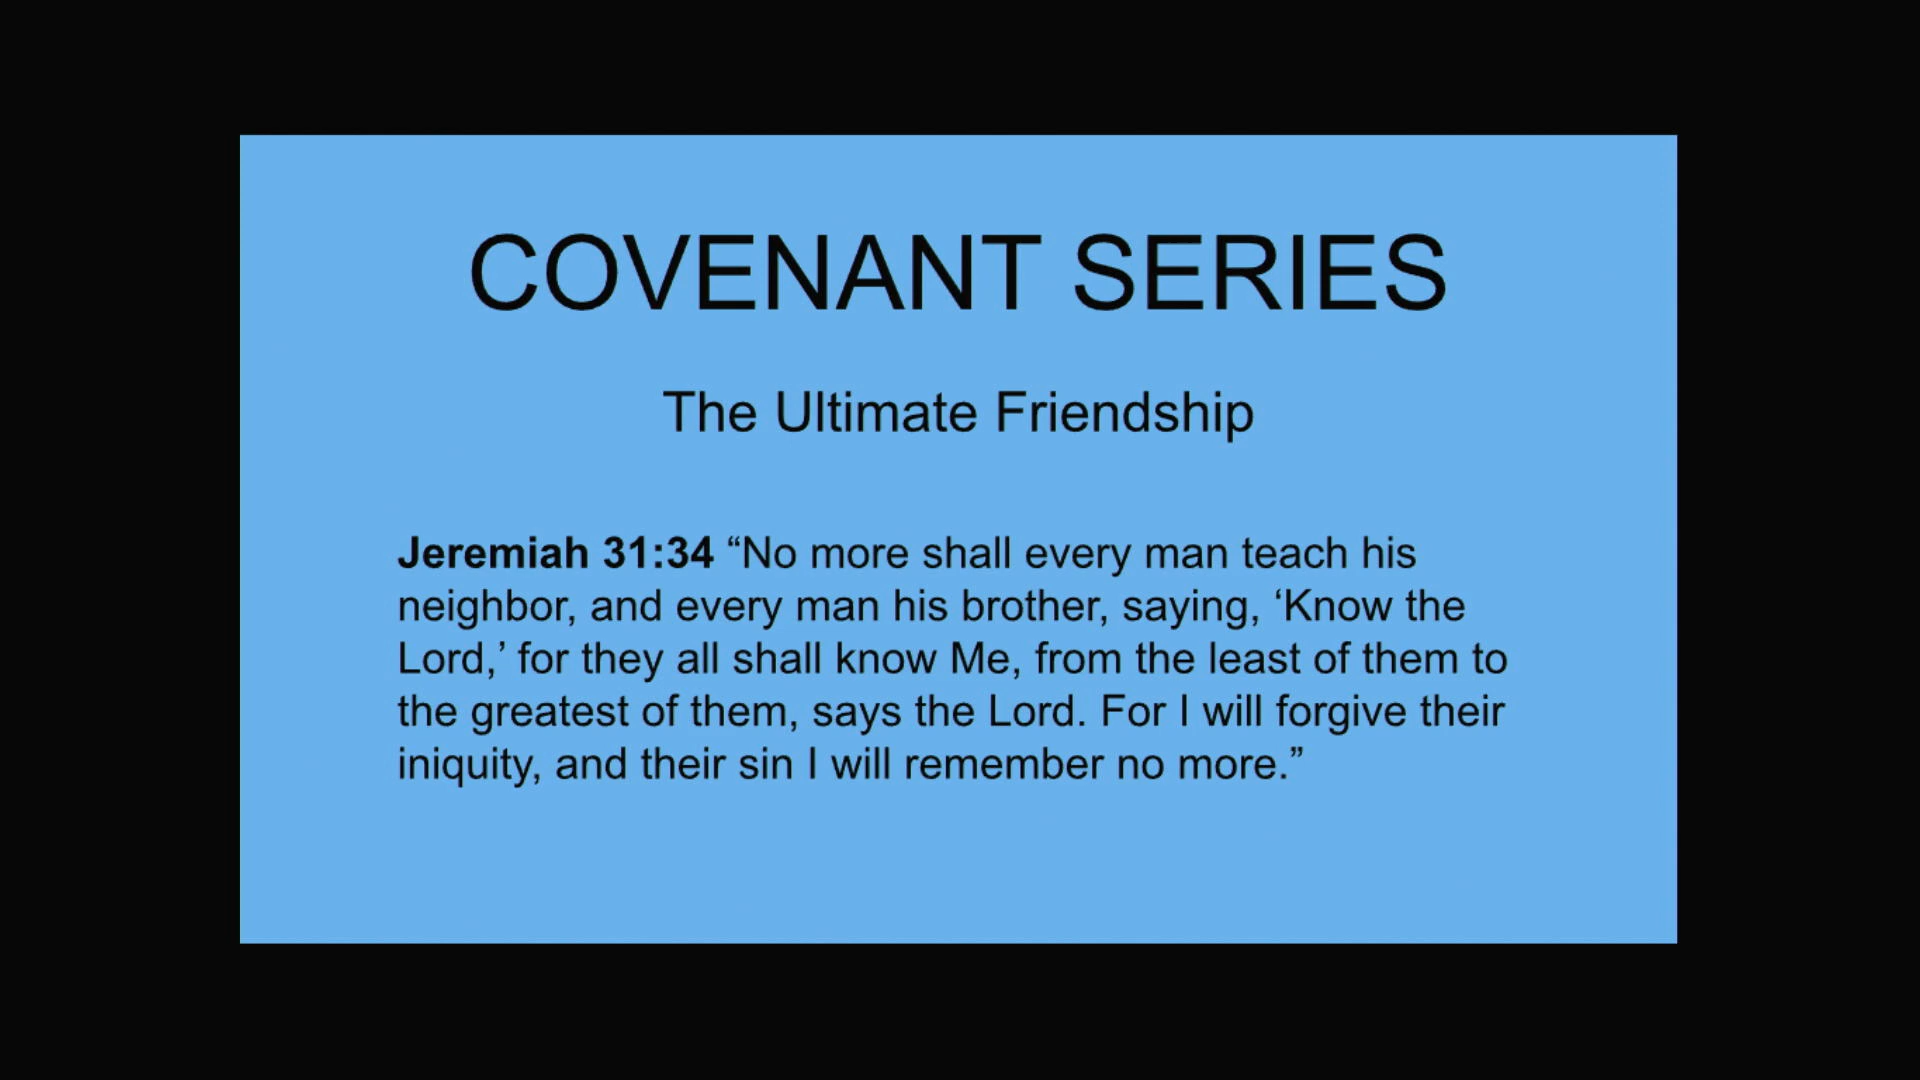 COVENANT SERIES
The Ultimate Friendship
Jeremiah 31:34 “No more shall every man teach his
neighbor, and every man his brother, saying, ‘Know the
Lord,’ for they all shall know Me, from the least of them to
the greatest of them, says the Lord. For I will forgive their
iniquity, and their sin I will remember no more.”